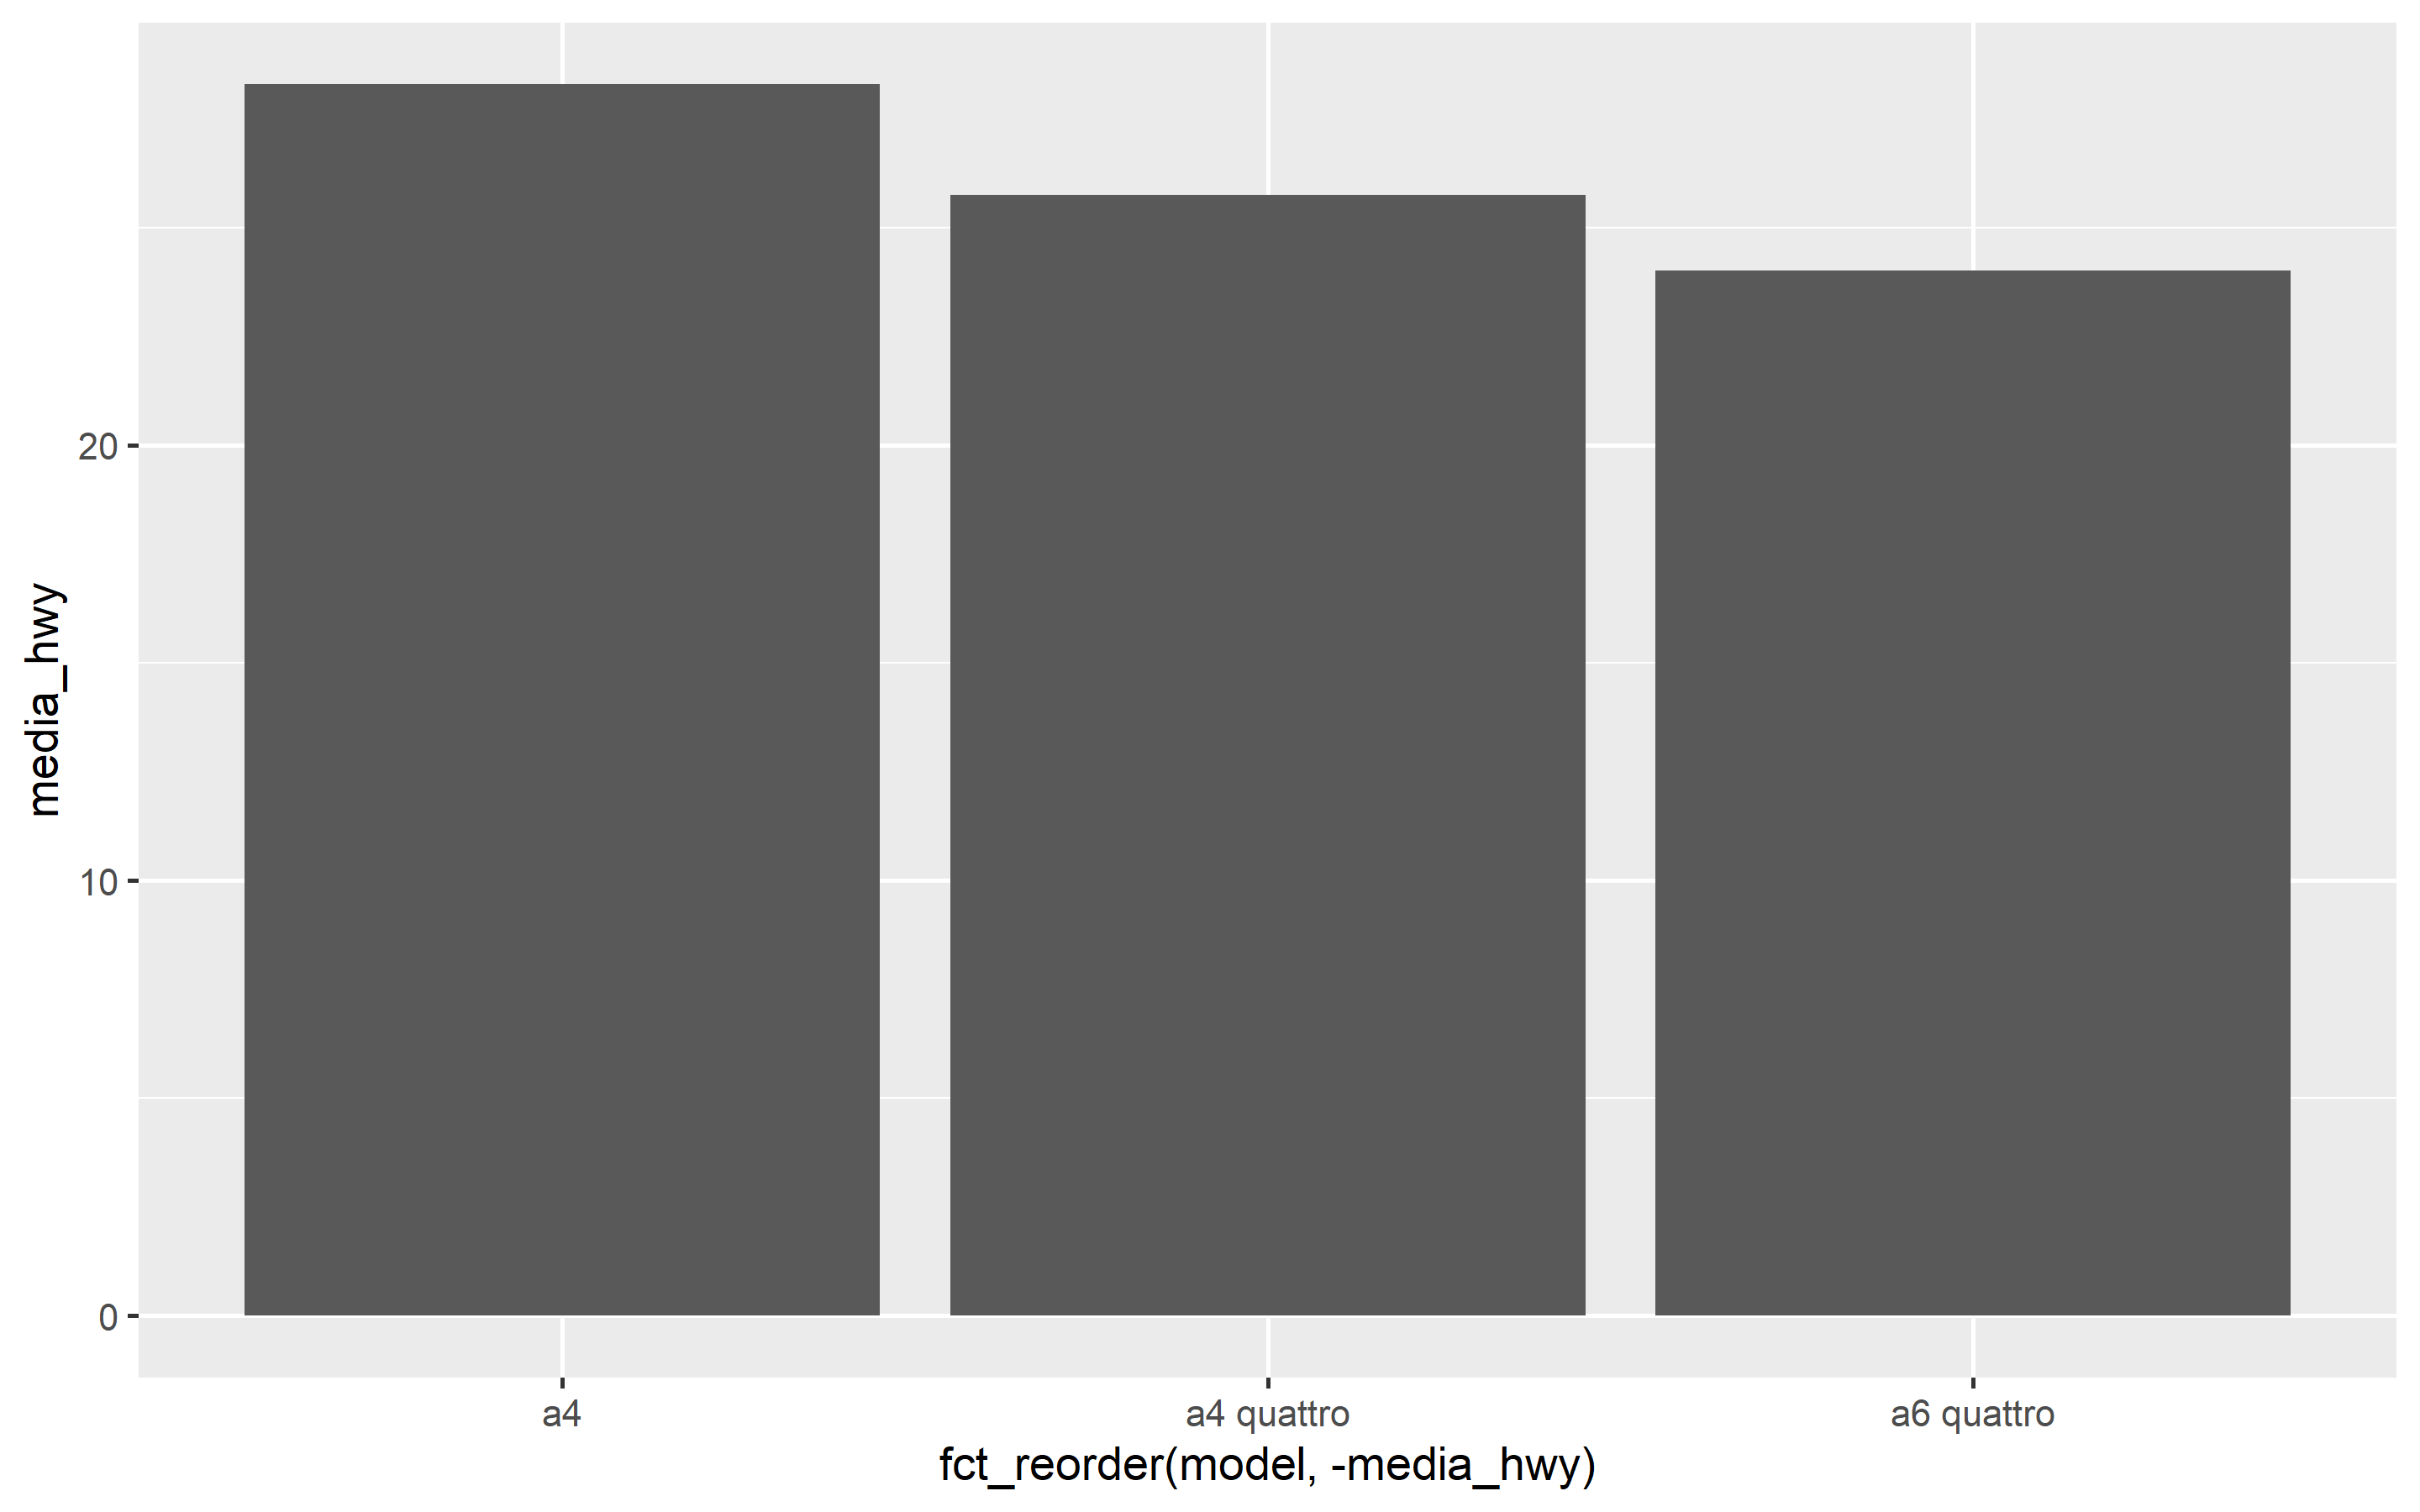 media_hwy
20
10
0
a4
a4 quattro
a6 quattro
fct_reorder(model, -media_hwy)